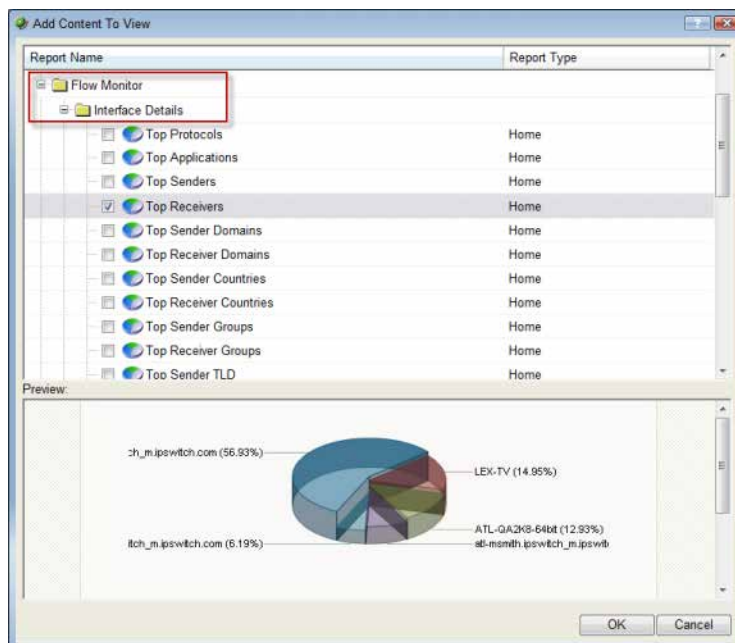 Add Content To View
Report Name Report Type
Flow Monitor
Interface Details
Top Protocols Home
Top Applications Home
Top Senders Home
Top Receivers Home
Top Sender Domains Home
Top Receiver Domains Home
Top Sender Countries Home
Top Receiver Countries Home
Top Sender Groups Home
Top Receiver Groups Home
Top Sender TLD Home
Preview:
ch_m.ipswitch.com (56.93%)
LEX-TV (14.95%)
ATL-QA2K8-64bit (12.93%)
itch_m.ipswitch.com (6.19%)
atl-msmith.ipswitch_m.ipswit
OK Cancel